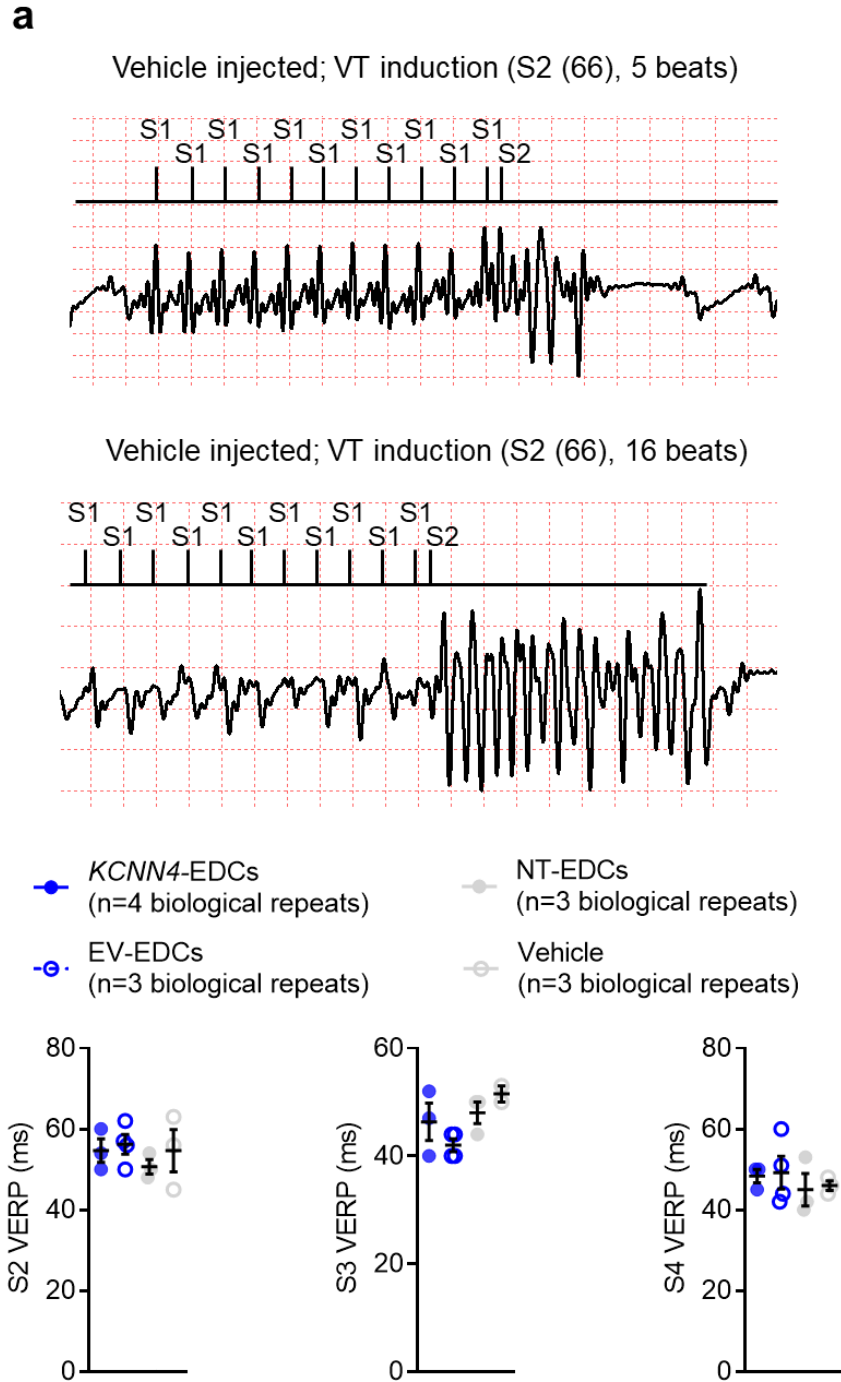 a
Vehicle injected; VT induction (S2 (66), 5 beats)
S1 S1 S1 S1 S1 S1
S1 S1 S1 S1 S1 S2
Vehicle injected; VT induction (S2 (66), 16 beats)
S1 S1 S1 S1 S1 S1
S1 S1 S1 S1 S1 S2
KCNN4-EDCs
(n=4 biological repeats)
NT-EDCs
(n=3 biological repeats)
EV-EDCs
(n=3 biological repeats)
Vehicle
(n=3 biological repeats)
S2 VERP (ms)
80
60
40
20
0
S3 VERP (ms)
60
40
20
0
S4 VERP (ms)
80
60
40
20
0